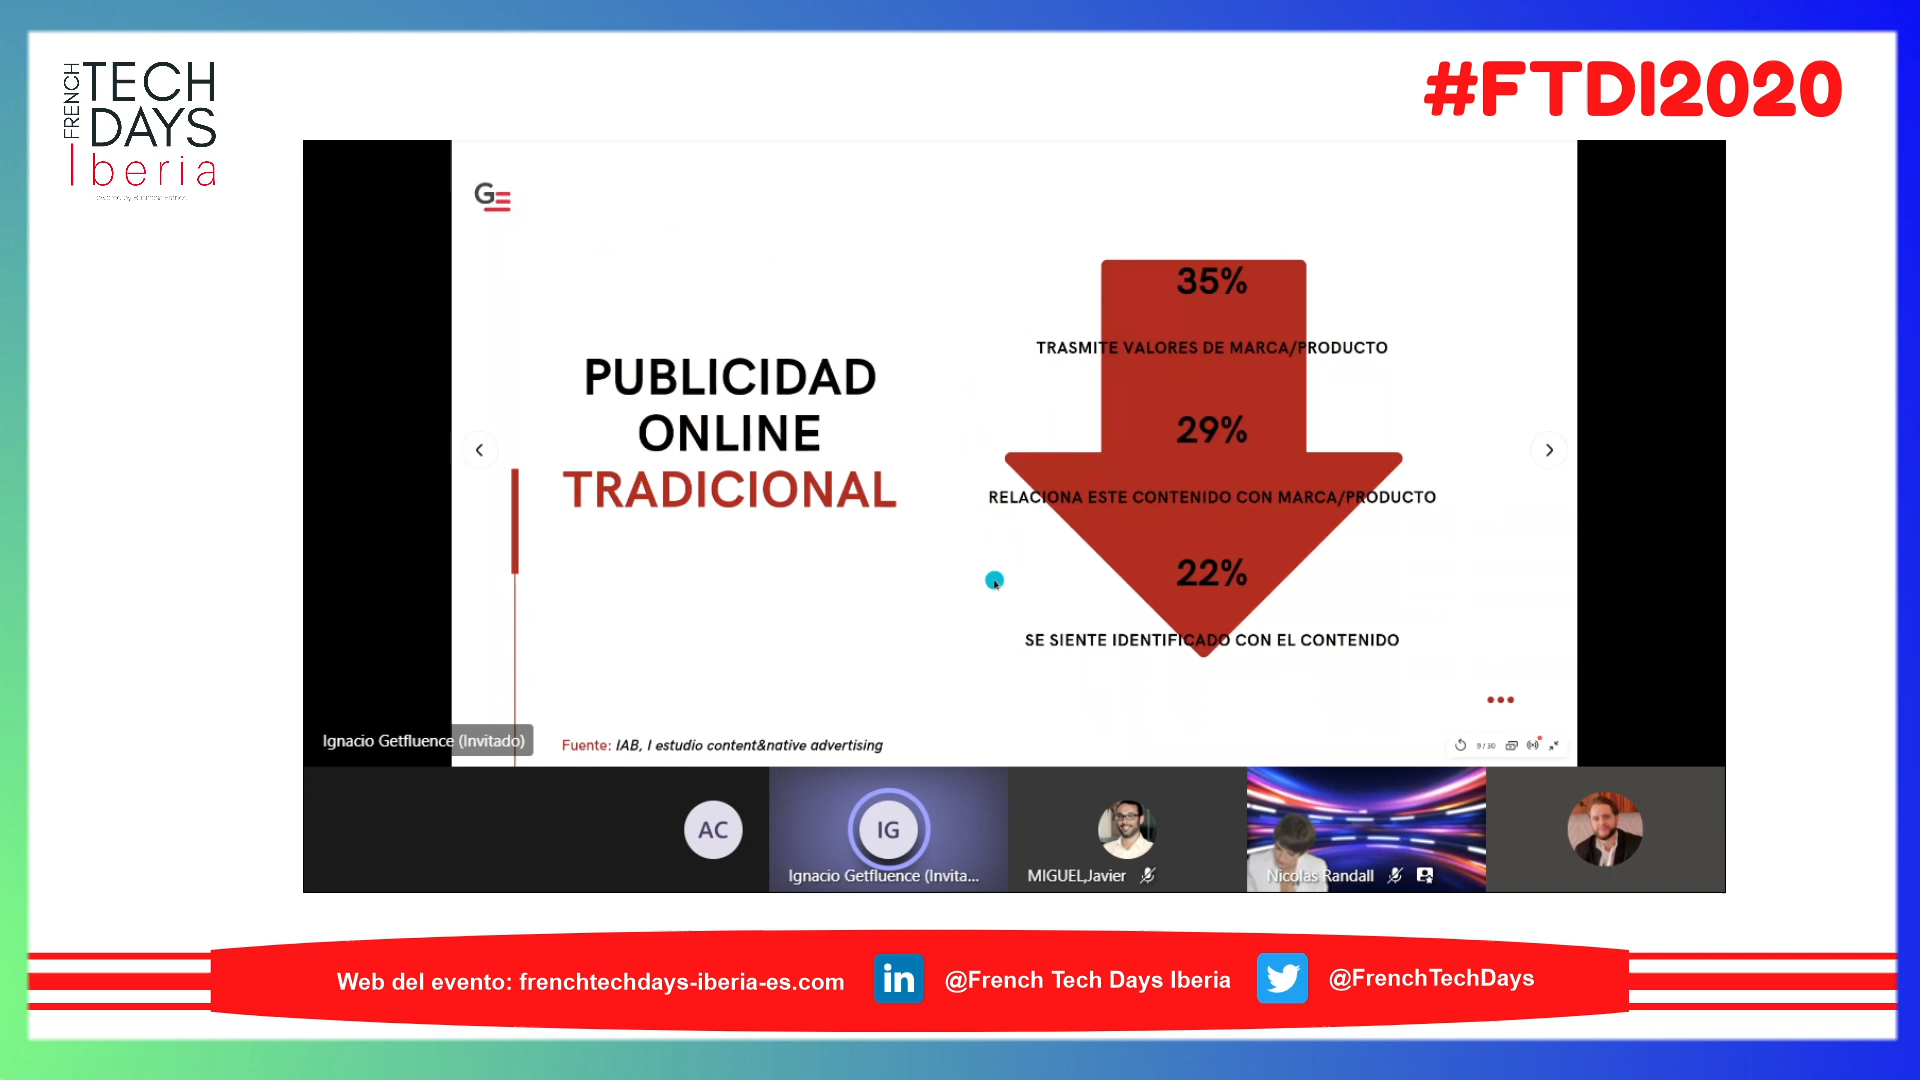 FRENCH
TECH
DAYS
Iberia
#FTDI2020
GE
35%
TRASMITE VALORES DE MARCA/PRODUCTO
PUBLICIDAD
ONLINE
TRADICIONAL
29%
RELACIONA ESTE CONTENIDO CON MARCA/PRODUCTO
22%
SE SIENTE IDENTIFICADO CON EL CONTENIDO
Ignacio Getfluence (Invitado)
Fuente: IAB, I estudio content&native advertising
9 / 30
AC
IG
Ignacio Getfluence (Invita...
MIGUEL,Javier
Nicolas Randall
Web del evento: frenchtechdays-iberia-es.com
in
@French Tech Days Iberia
@FrenchTechDays